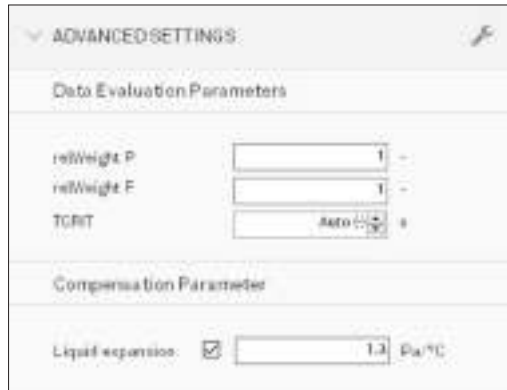 ADVANCED SETTINGS
Data Evaluation Parameters
relWeight P 1 -
relWeight F 1 -
TCRIT Auto s
Compensation Parameter
Liquid expansion 1.3 Pa/°C